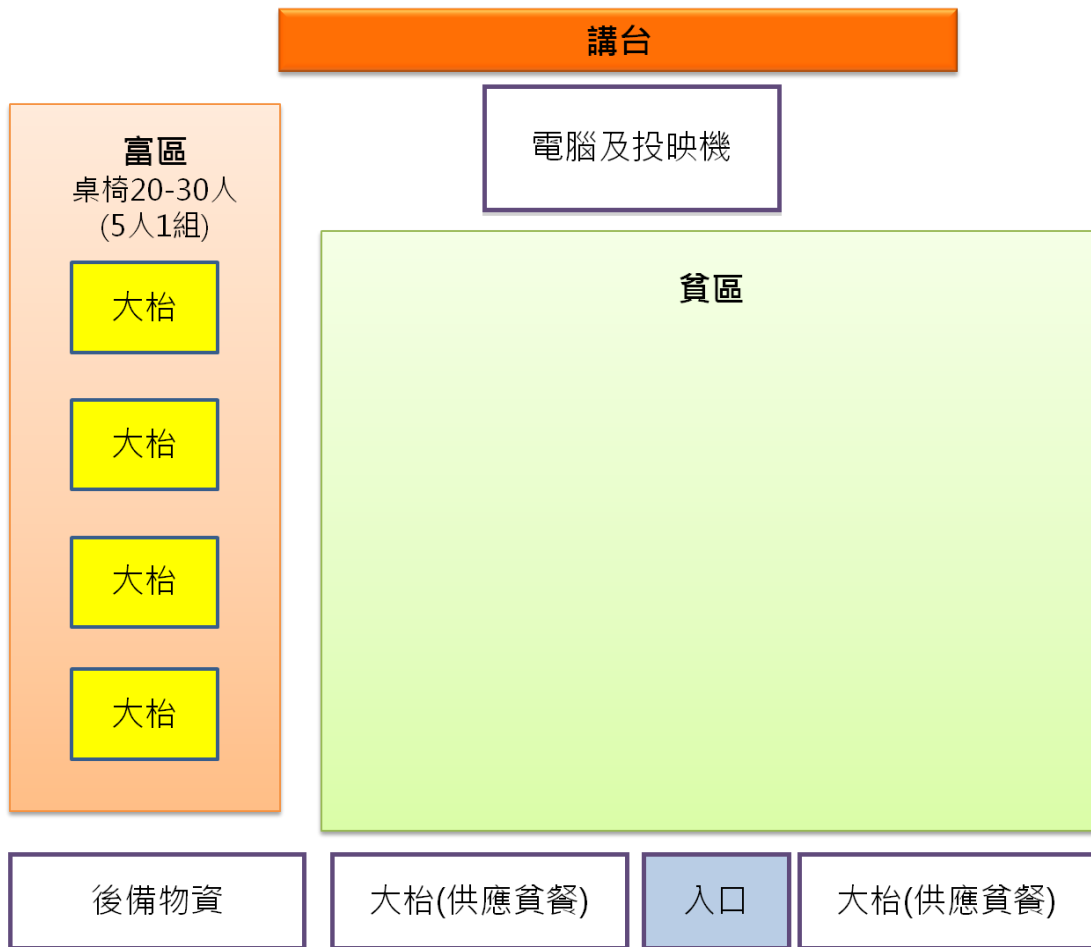 講台
電腦及投映機
富區
桌椅20-30人
(5人1組)
大枱
大枱
大枱
大枱
貧區
後備物資
大枱(供應貧餐)
入口
大枱(供應貧餐)